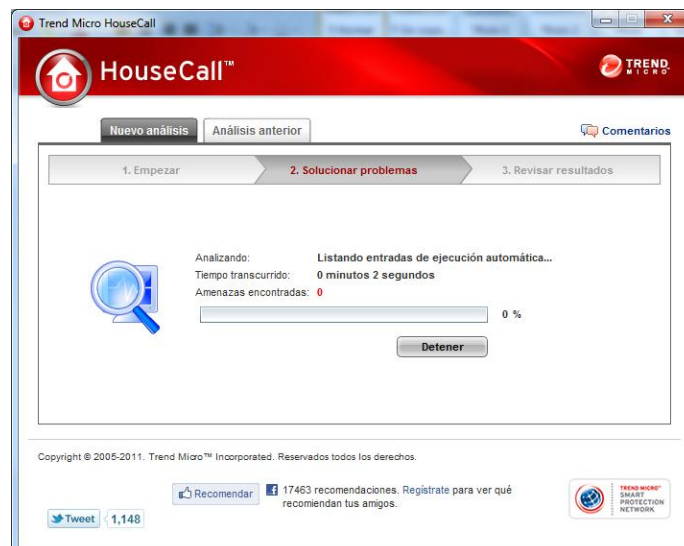 Trend Micro HouseCall
HouseCall™
TREND MICRO
Nuevo análisis
Análisis anterior
Comentarios
1. Empezar
2. Solucionar problemas
3. Revisar resultados
Analizando: Listando entradas de ejecución automática...
Tiempo transcurrido: 0 minutos 2 segundos
Amenazas encontradas: 0
0 %
Detener
Copyright © 2005-2011. Trend Micro™ Incorporated. Reservados todos los derechos.
Recomendar
17463 recomendaciones. Regístrate para ver qué
recomiendan tus amigos.
Tweet 1,148
TREND MICRO™
SMART
PROTECTION
NETWORK